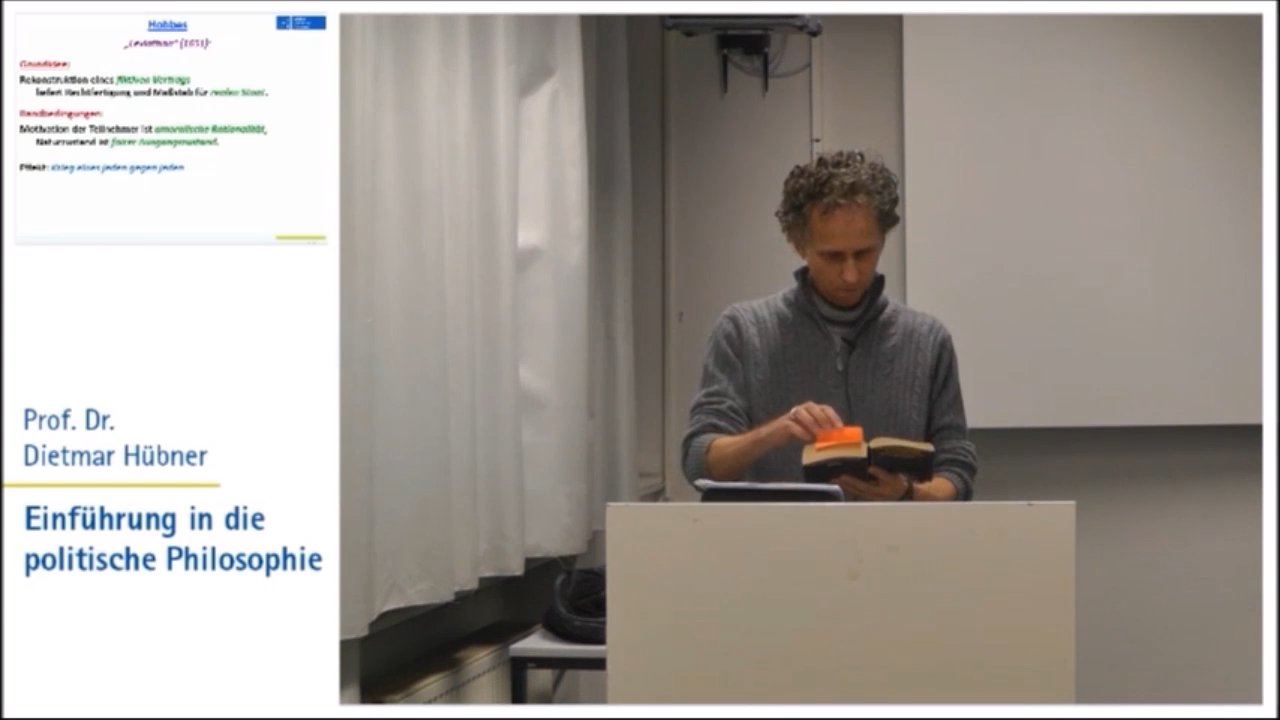 Hobbes
„Leviathan“ (1651):
Grundidee:
Rekonstruktion eines fiktiven Vertrags
liefert Rechtfertigung und Maßstab für realen Staat.
Randbedingungen:
Motivation der Teilnehmer ist amoralische Rationalität,
Naturzustand ist fairer Ausgangszustand.
Effekt: Krieg eines jeden gegen jeden
Prof. Dr.
Dietmar Hübner
Einführung in die
politische Philosophie